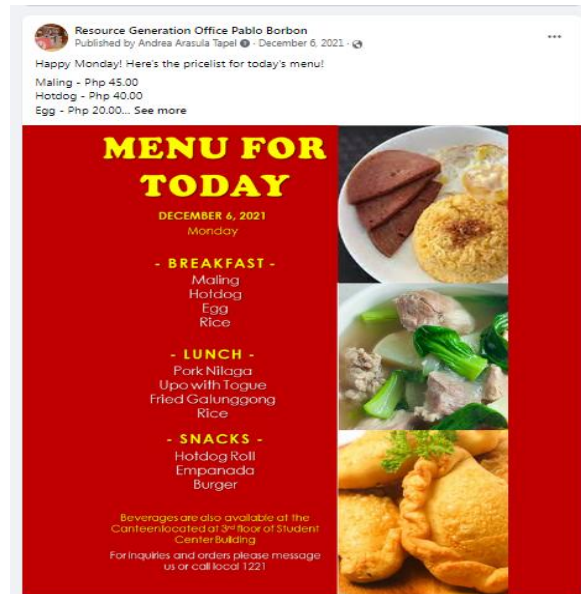 Resource Generation Office Pablo Borbon
Published by Andrea Arasula Tapel · December 6, 2021 ·
Happy Monday! Here's the pricelist for today's menu!
Maling - Php 45.00
Hotdog - Php 40.00
Egg - Php 20.00... See more
MENU FOR
TODAY
DECEMBER 6, 2021
Monday
- BREAKFAST -
Maling
Hotdog
Egg
Rice
- LUNCH -
Pork Nilaga
Upo with Togue
Fried Galunggong
Rice
- SNACKS -
Hotdog Roll
Empanada
Burger
Beverages are also available at the
Canteen located at 3rd floor of Student
Center Building
For inquiries and orders please message
us or call local 1221